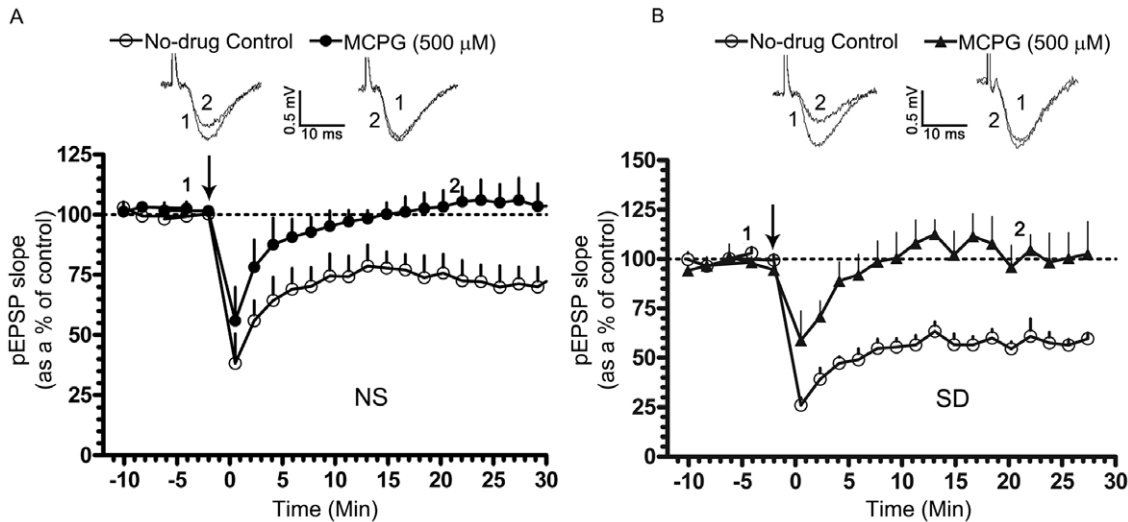 A
No-drug Control MCPG (500 μM)
2 1
1 2
0.5 mV
10 ms
125
100
75
50
25
0
1 2
NS
pEPSP slope
(as a % of control)
-10 -5 0 5 10 15 20 25 30
Time (Min)
B
No-drug Control MCPG (500 μM)
2 1
1 2
0.5 mV
10 ms
150
125
100
75
50
25
0
1 2
SD
pEPSP slope
(as a % of control)
-10 -5 0 5 10 15 20 25 30
Time (Min)